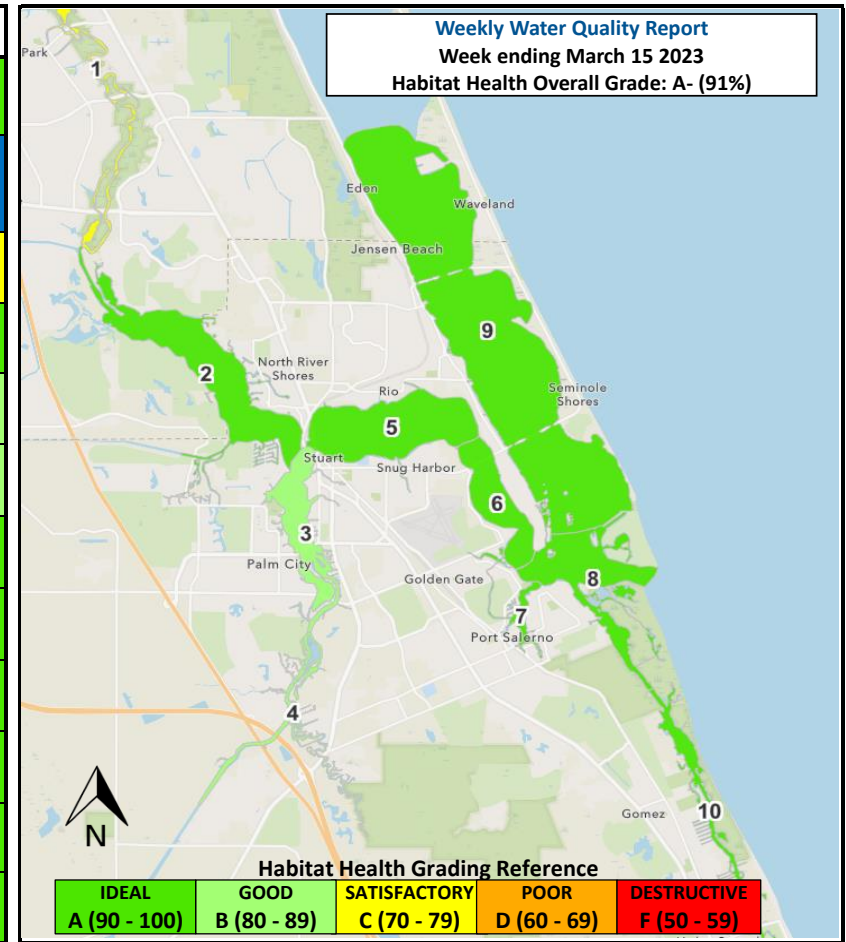 Weekly Water Quality Report
Week ending March 15 2023
Habitat Health Overall Grade: A- (91%)
Park
1
Eden
Waveland
Jensen Beach
9
2
North River
Shores
Rio
Seminole
Shores
5
Stuart
Snug Harbor
6
3
Palm City
Golden Gate
8
7
Port Salerno
4
Gomez
10
N
Habitat Health Grading Reference
IDEAL GOOD SATISFACTORY POOR DESTRUCTIVE
A (90 - 100) B (80 - 89) C (70 - 79) D (60 - 69) F (50 - 59)